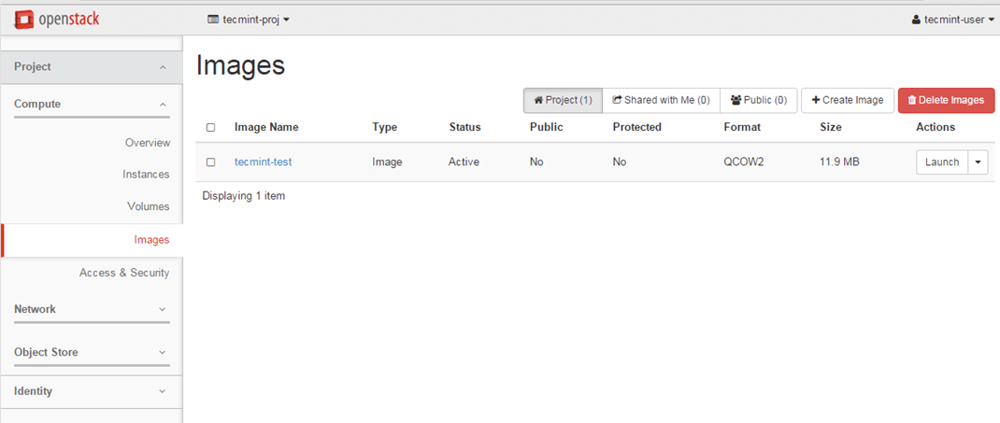 openstack
tecmint-proj
tecmint-user
Project
Compute
Overview
Instances
Volumes
Images
Access & Security
Network
Object Store
Identity
Images
Project (1) Shared with Me (0) Public (0) Create Image Delete Images
Image Name Type Status Public Protected Format Size Actions
tecmint-test Image Active No No QCOW2 11.9 MB Launch
Displaying 1 item